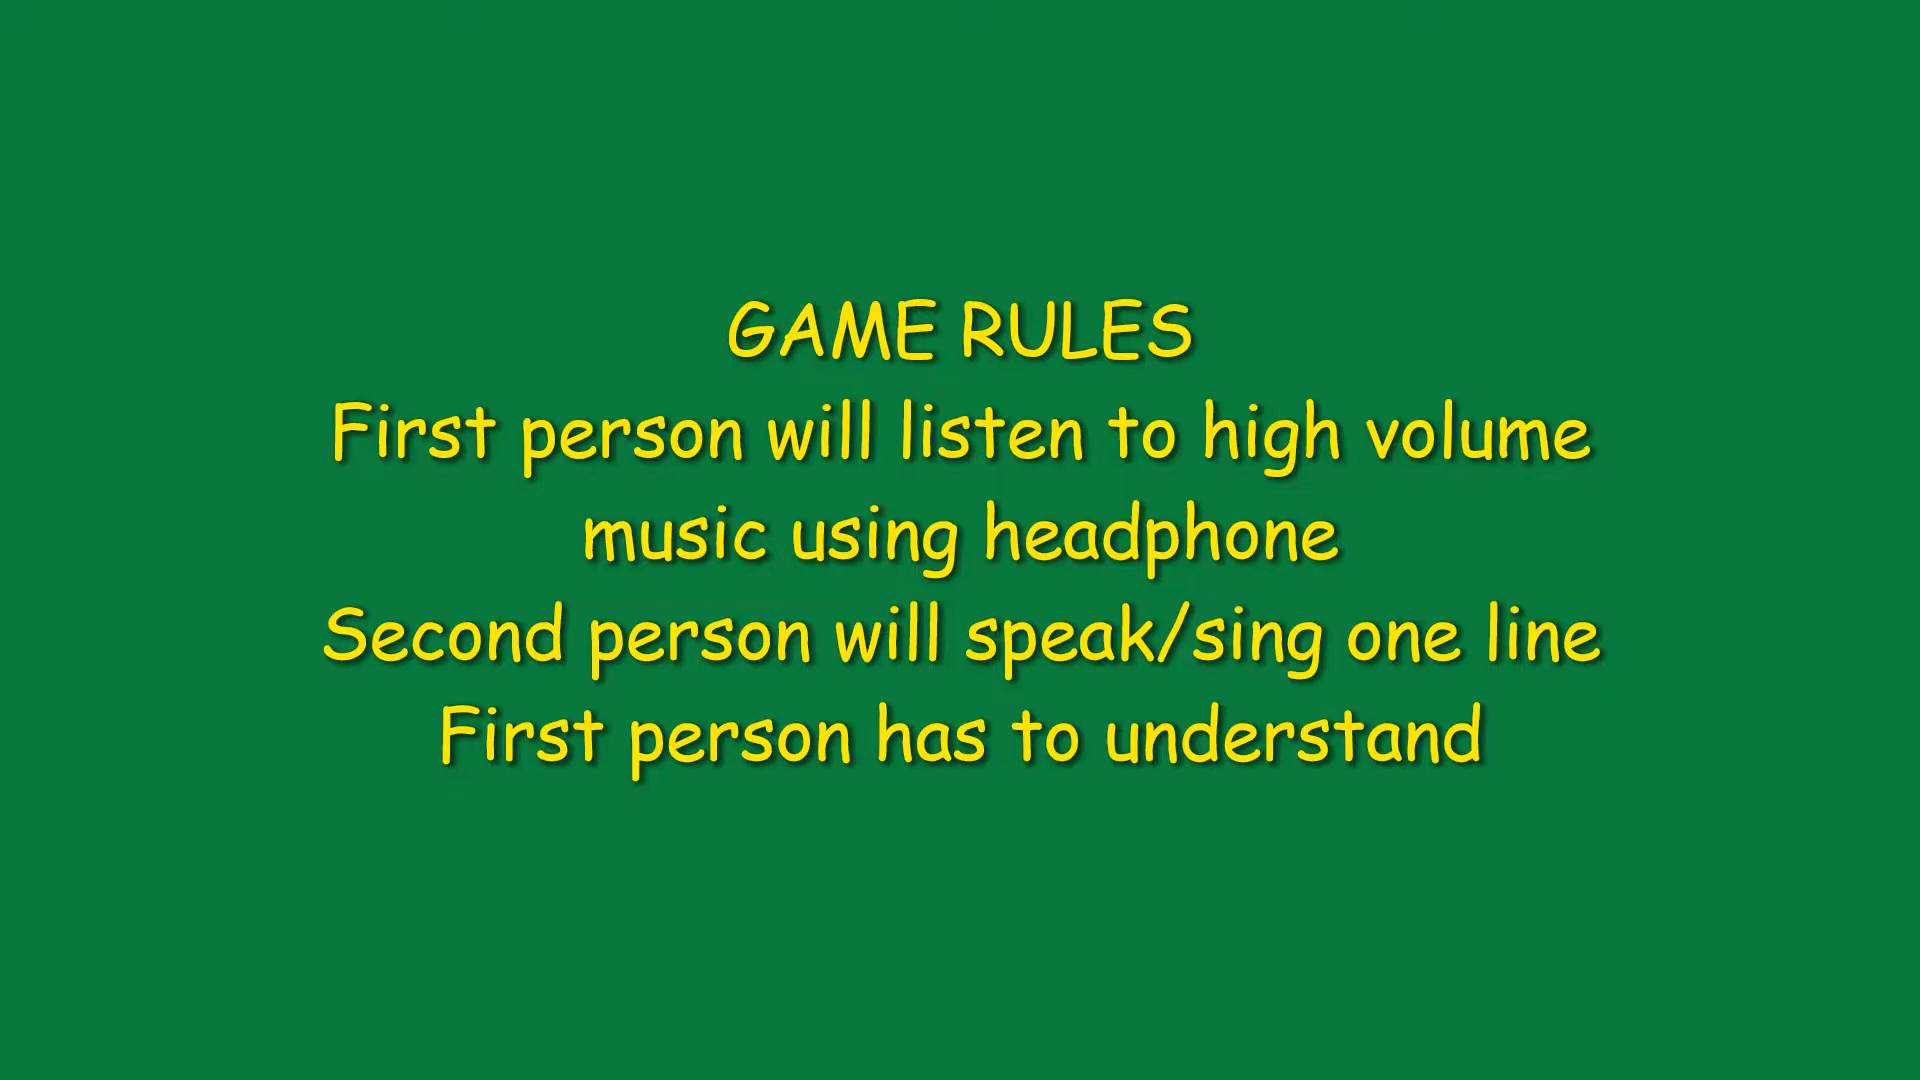 GAME RULES
First person will listen to high volume
music using headphone
Second person will speak/sing one line
First person has to understand